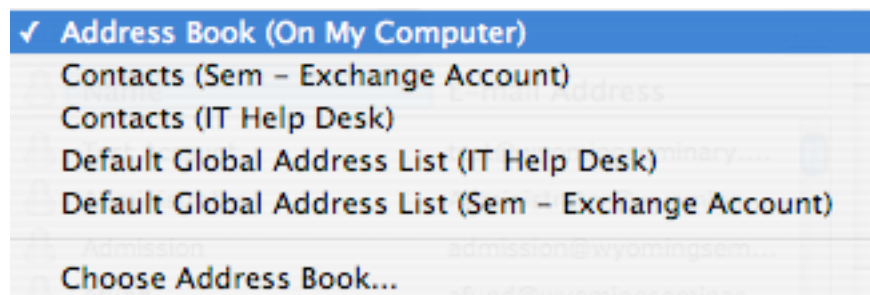 ✓ Address Book (On My Computer)
Contacts (Sem – Exchange Account)
Contacts (IT Help Desk)
Default Global Address List (IT Help Desk)
Default Global Address List (Sem – Exchange Account)
Admission admission@wyomingsem...
Choose Address Book...